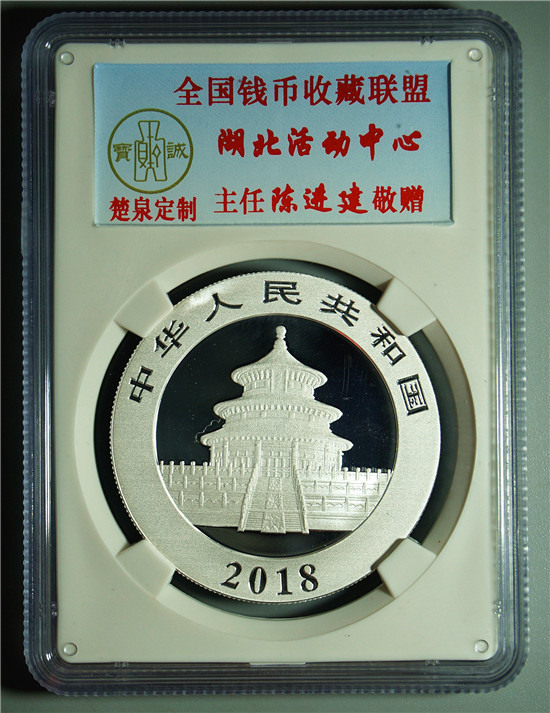 全国钱币收藏联盟
湖北活动中心
寶 誠
楚泉定制
主任陈进建敬赠
中华人民共和国
2018